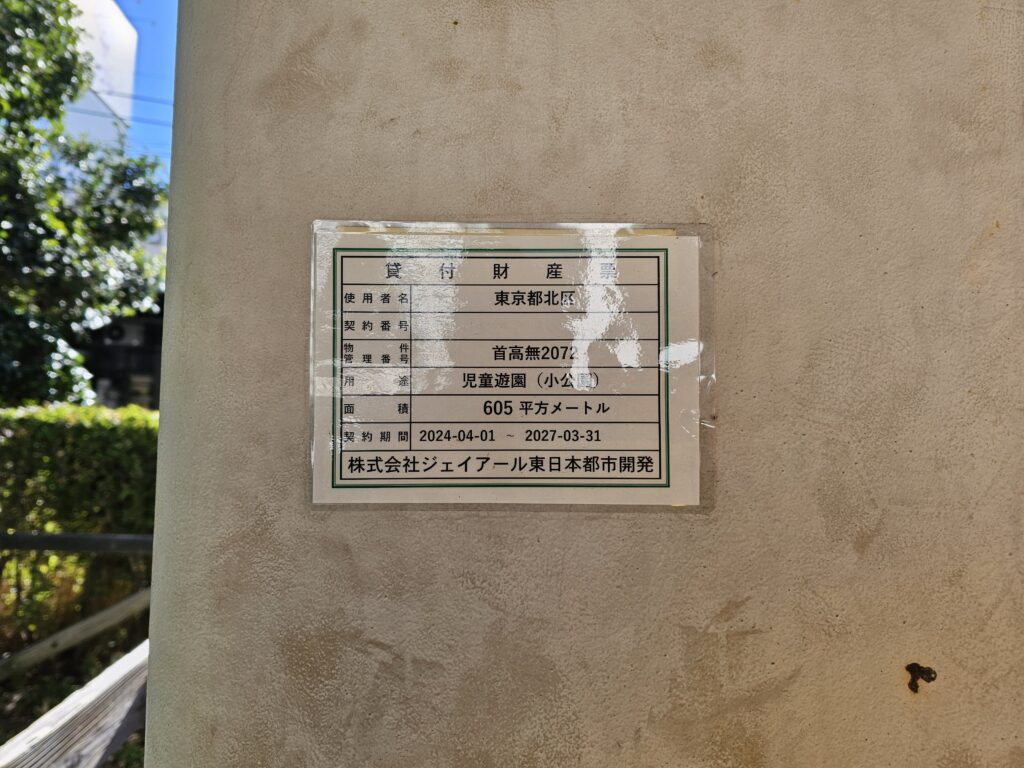 貸付財産票
使用者名 東京都北区
契約番号
物件管理番号 首高無2072
用途 児童遊園（小公園）
面積 605 平方メートル
契約期間 2024-04-01 ~ 2027-03-31
株式会社ジェイアール東日本都市開発